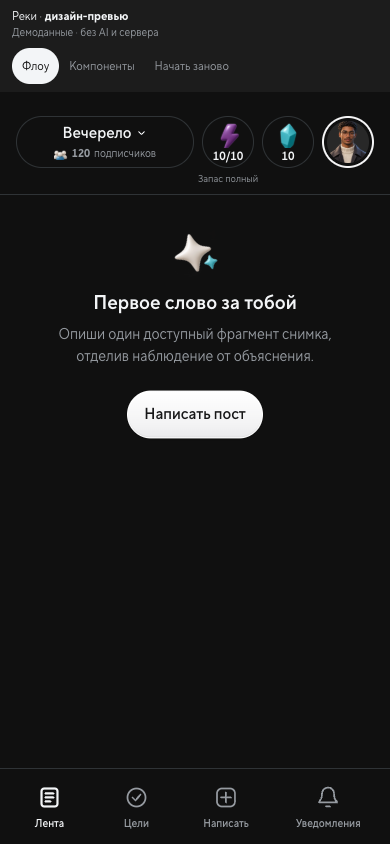 Реки · дизайн-превью
Демоданные · без AI и сервера
Флоу Компоненты Начать заново
Вечерело
120 подписчиков
10/10
10
Запас полный
Первое слово за тобой
Опиши один доступный фрагмент снимка,
отделив наблюдение от объяснения.
Написать пост
Лента Цели Написать Уведомления